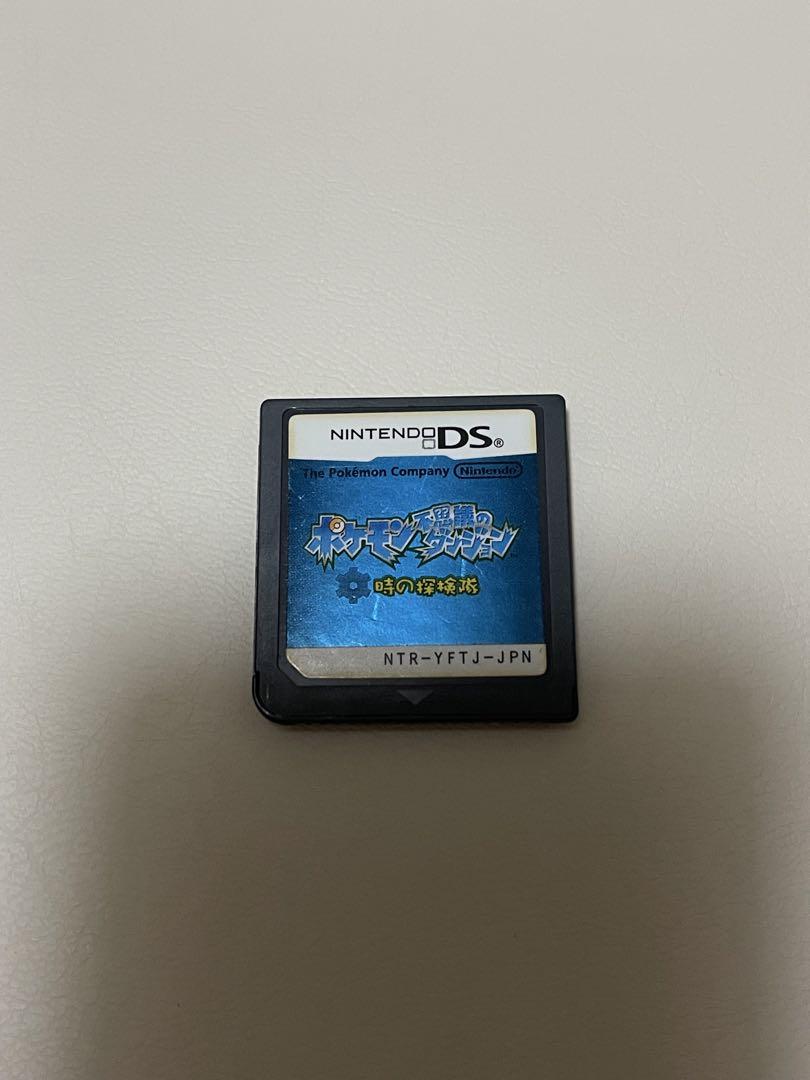 NINTENDO DS®
The Pokémon Company Nintendo
ポケモン不思議のダンジョン
時の探検隊
NTR-YFTJ-JPN